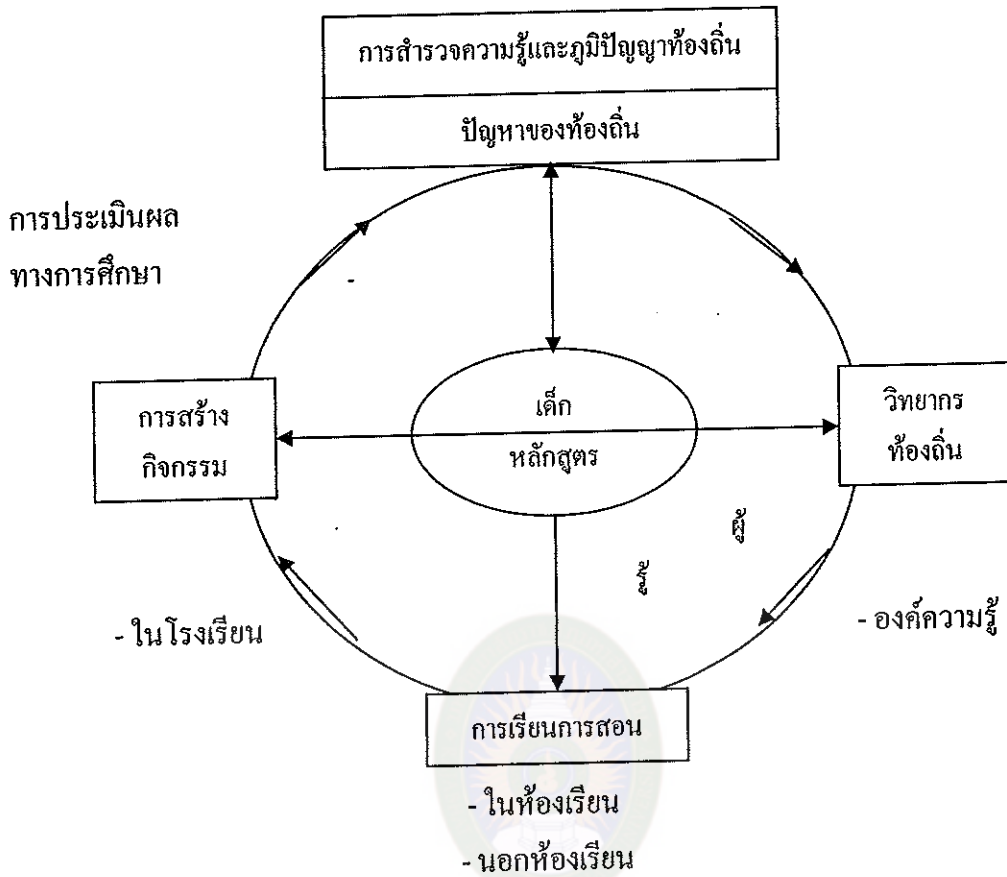 การสำรวจความรู้และภูมิปัญญาท้องถิ่น
ปัญหาของท้องถิ่น
การประเมินผล
ทางการศึกษา
การสร้าง
กิจกรรม
เด็ก
หลักสูตร
วิทยากร
ท้องถิ่น
ผู้
รู้
- ในโรงเรียน
- องค์ความรู้
การเรียนการสอน
- ในห้องเรียน
- นอกห้องเรียน